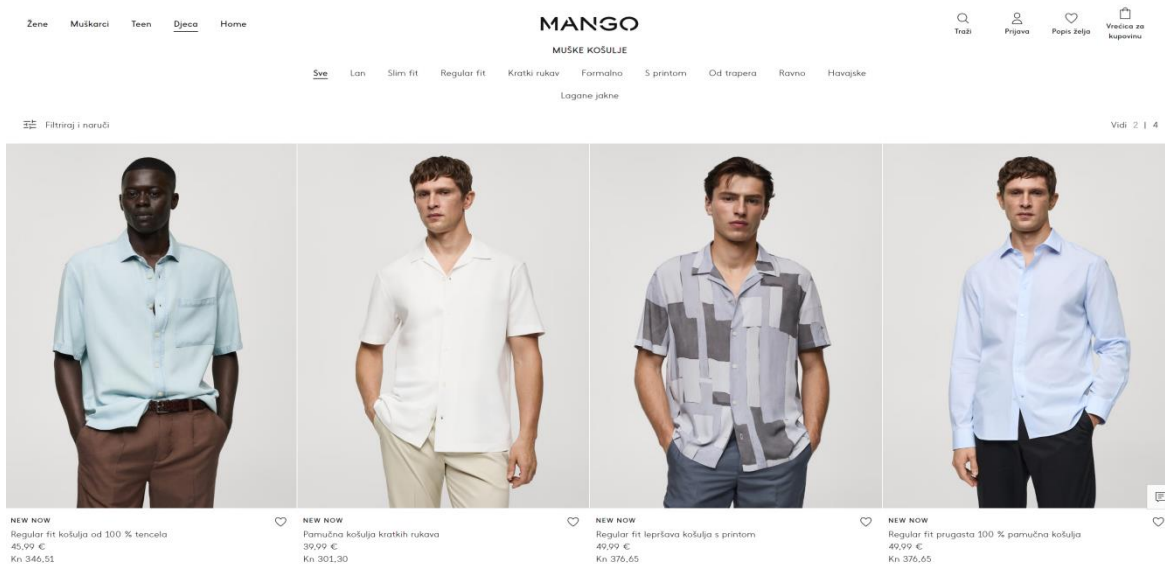 Žene Muškarci Teen Djeca Home
MANGO
Traži Prijava Popis želja Vrećica za kupovinu
MUŠKE KOŠULJE
Sve Lan Slim fit Regular fit Kratki rukav Formalno S printom Od trapera Ravno Havajske
Lagane jakne
Filtriraj i naruči
Vidi 2 | 4
NEW NOW
Regular fit košulja od 100 % tencela
45,99 €
Kn 346,51
NEW NOW
Pamučna košulja kratkih rukava
39,99 €
Kn 301,30
NEW NOW
Regular fit lepršava košulja s printom
49,99 €
Kn 376,65
NEW NOW
Regular fit prugasta 100 % pamučna košulja
49,99 €
Kn 376,65